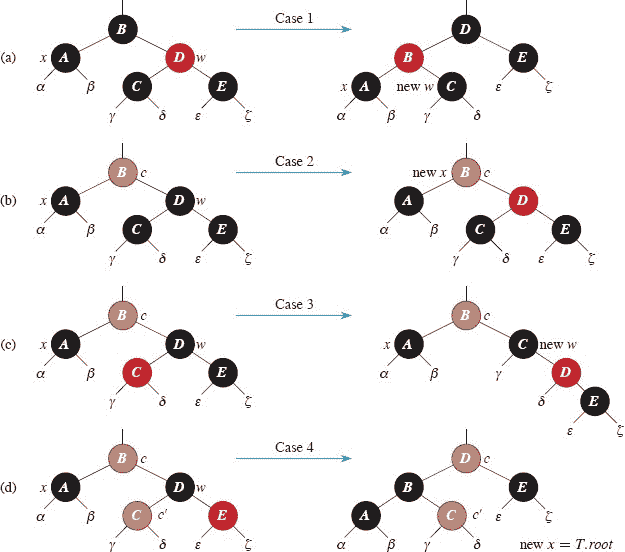 Case 1
B D
(a) x A D w B E
α β C E x A new w C ε ζ
γ δ ε ζ α β γ δ
Case 2
B c new x B c
(b) x A D w A D
α β C E α β C E
γ δ ε ζ γ δ ε ζ
Case 3
B c B c
(c) x A D w x A C new w
α β C E α β γ D
γ δ ε ζ δ E
ε ζ
Case 4
B c D c
(d) x A D w B E
α β C c′ E A C c′ ε ζ
γ δ ε ζ α β γ δ new x = T.root